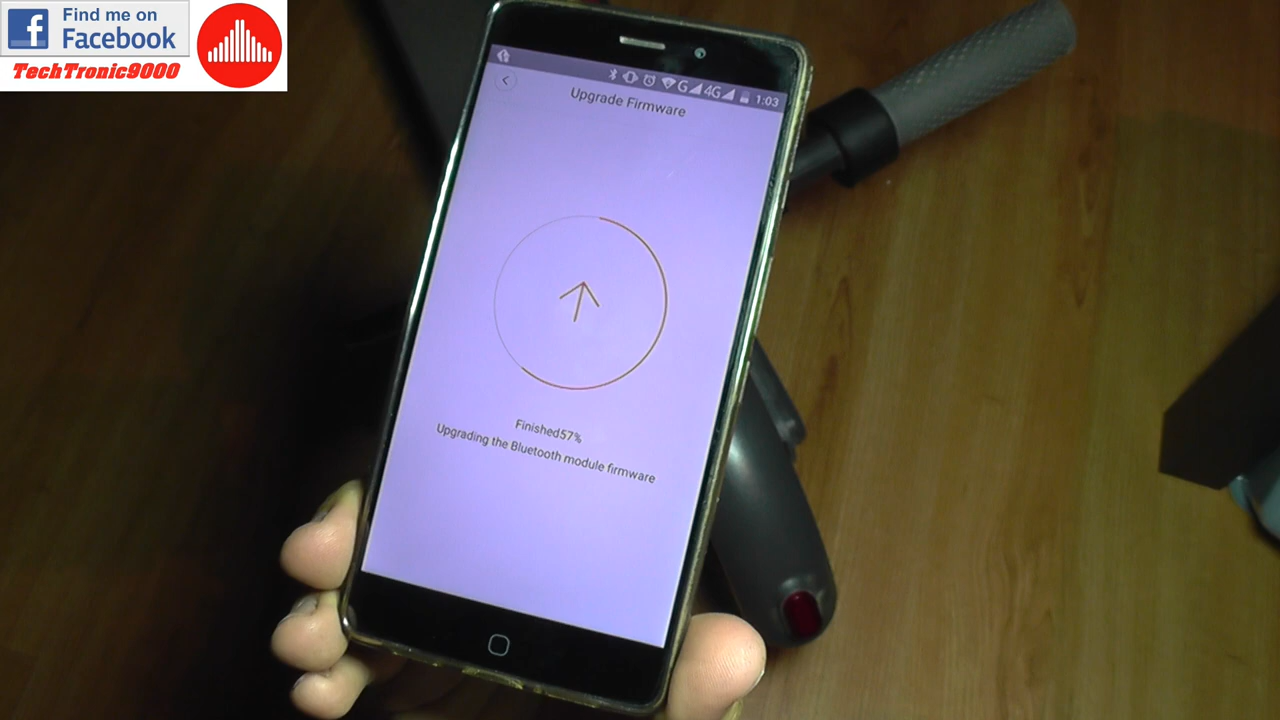 Find me on
Facebook
TechTronic9000
G 4G 1:03
Upgrade Firmware
Finished57%
Upgrading the Bluetooth module firmware